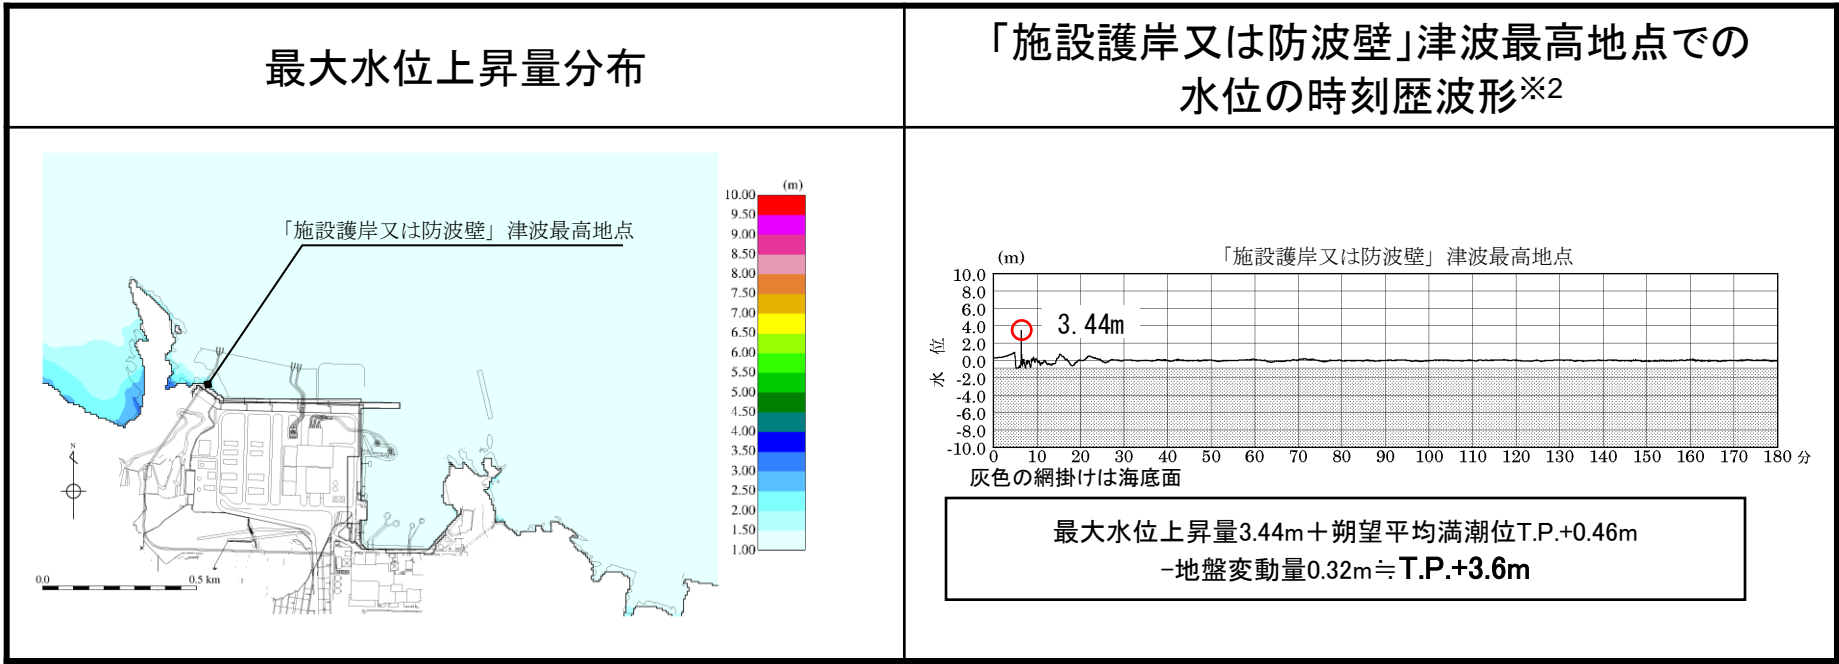 最大水位上昇量分布
「施設護岸又は防波壁」津波最高地点での
水位の時刻歴波形※2
「施設護岸又は防波壁」津波最高地点
(m)
10.00
9.50
9.00
8.50
8.00
7.50
7.00
6.50
6.00
5.50
5.00
4.50
4.00
3.50
3.00
2.50
2.00
1.50
1.00
N
0.0
0.5 km
(m)
「施設護岸又は防波壁」津波最高地点
10.0
8.0
6.0
4.0
2.0
0.0
-2.0
-4.0
-6.0
-8.0
-10.0
水位
3.44m
0 10 20 30 40 50 60 70 80 90 100 110 120 130 140 150 160 170 180 分
灰色の網掛けは海底面
最大水位上昇量3.44m＋朔望平均満潮位T.P.+0.46m
−地盤変動量0.32m≒T.P.+3.6m